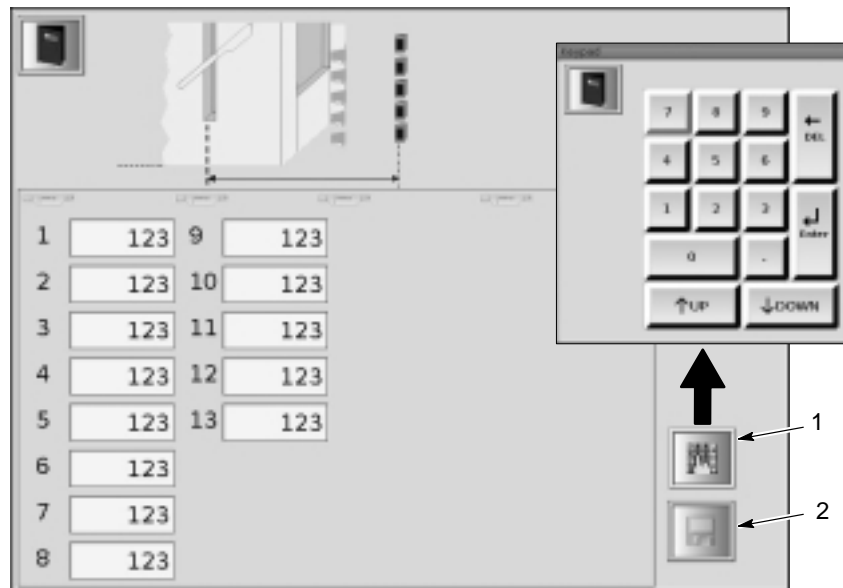 Keypad
7 8 9 ← DEL
4 5 6
1 2 3 Enter
0 .
↑UP ↓DOWN
1 123 9 123
2 123 10 123
3 123 11 123
4 123 12 123
5 123 13 123
6 123
7 123
8 123
1
2